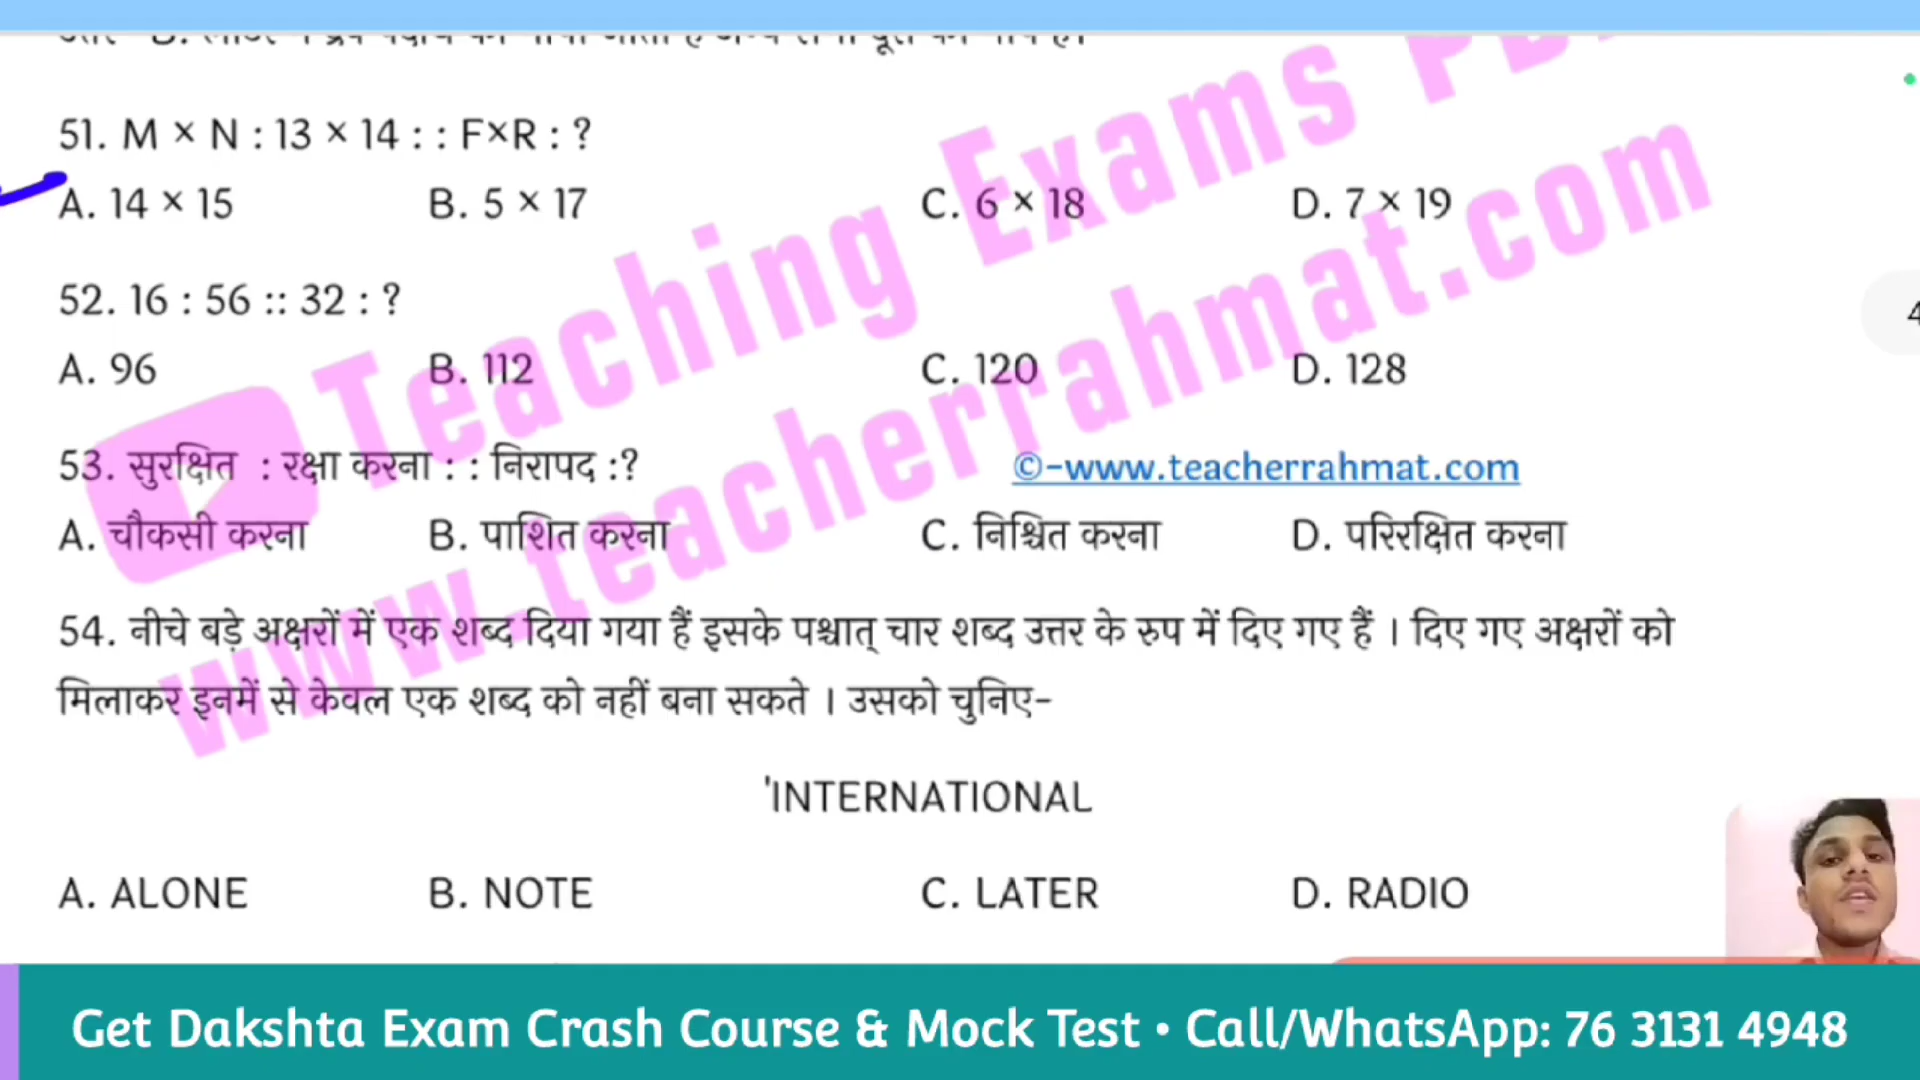 51. M × N : 13 × 14 : : F×R : ?
A. 14 × 15 B. 5 × 17 C. 6 × 18 D. 7 × 19
52. 16 : 56 :: 32 : ?
A. 96 B. 112 C. 120 D. 128
53. सुरक्षित : रक्षा करना : : निरापद :? ©-www.teacherrahmat.com
A. चौकसी करना B. पाशित करना C. निश्चित करना D. परिरक्षित करना
54. नीचे बड़े अक्षरों में एक शब्द दिया गया हैं इसके पश्चात् चार शब्द उत्तर के रुप में दिए गए हैं । दिए गए अक्षरों को
मिलाकर इनमें से केवल एक शब्द को नहीं बना सकते । उसको चुनिए-
'INTERNATIONAL
A. ALONE B. NOTE C. LATER D. RADIO
Teaching Exams
www.teacherrahmat.com
4
Get Dakshta Exam Crash Course & Mock Test • Call/WhatsApp: 76 3131 4948